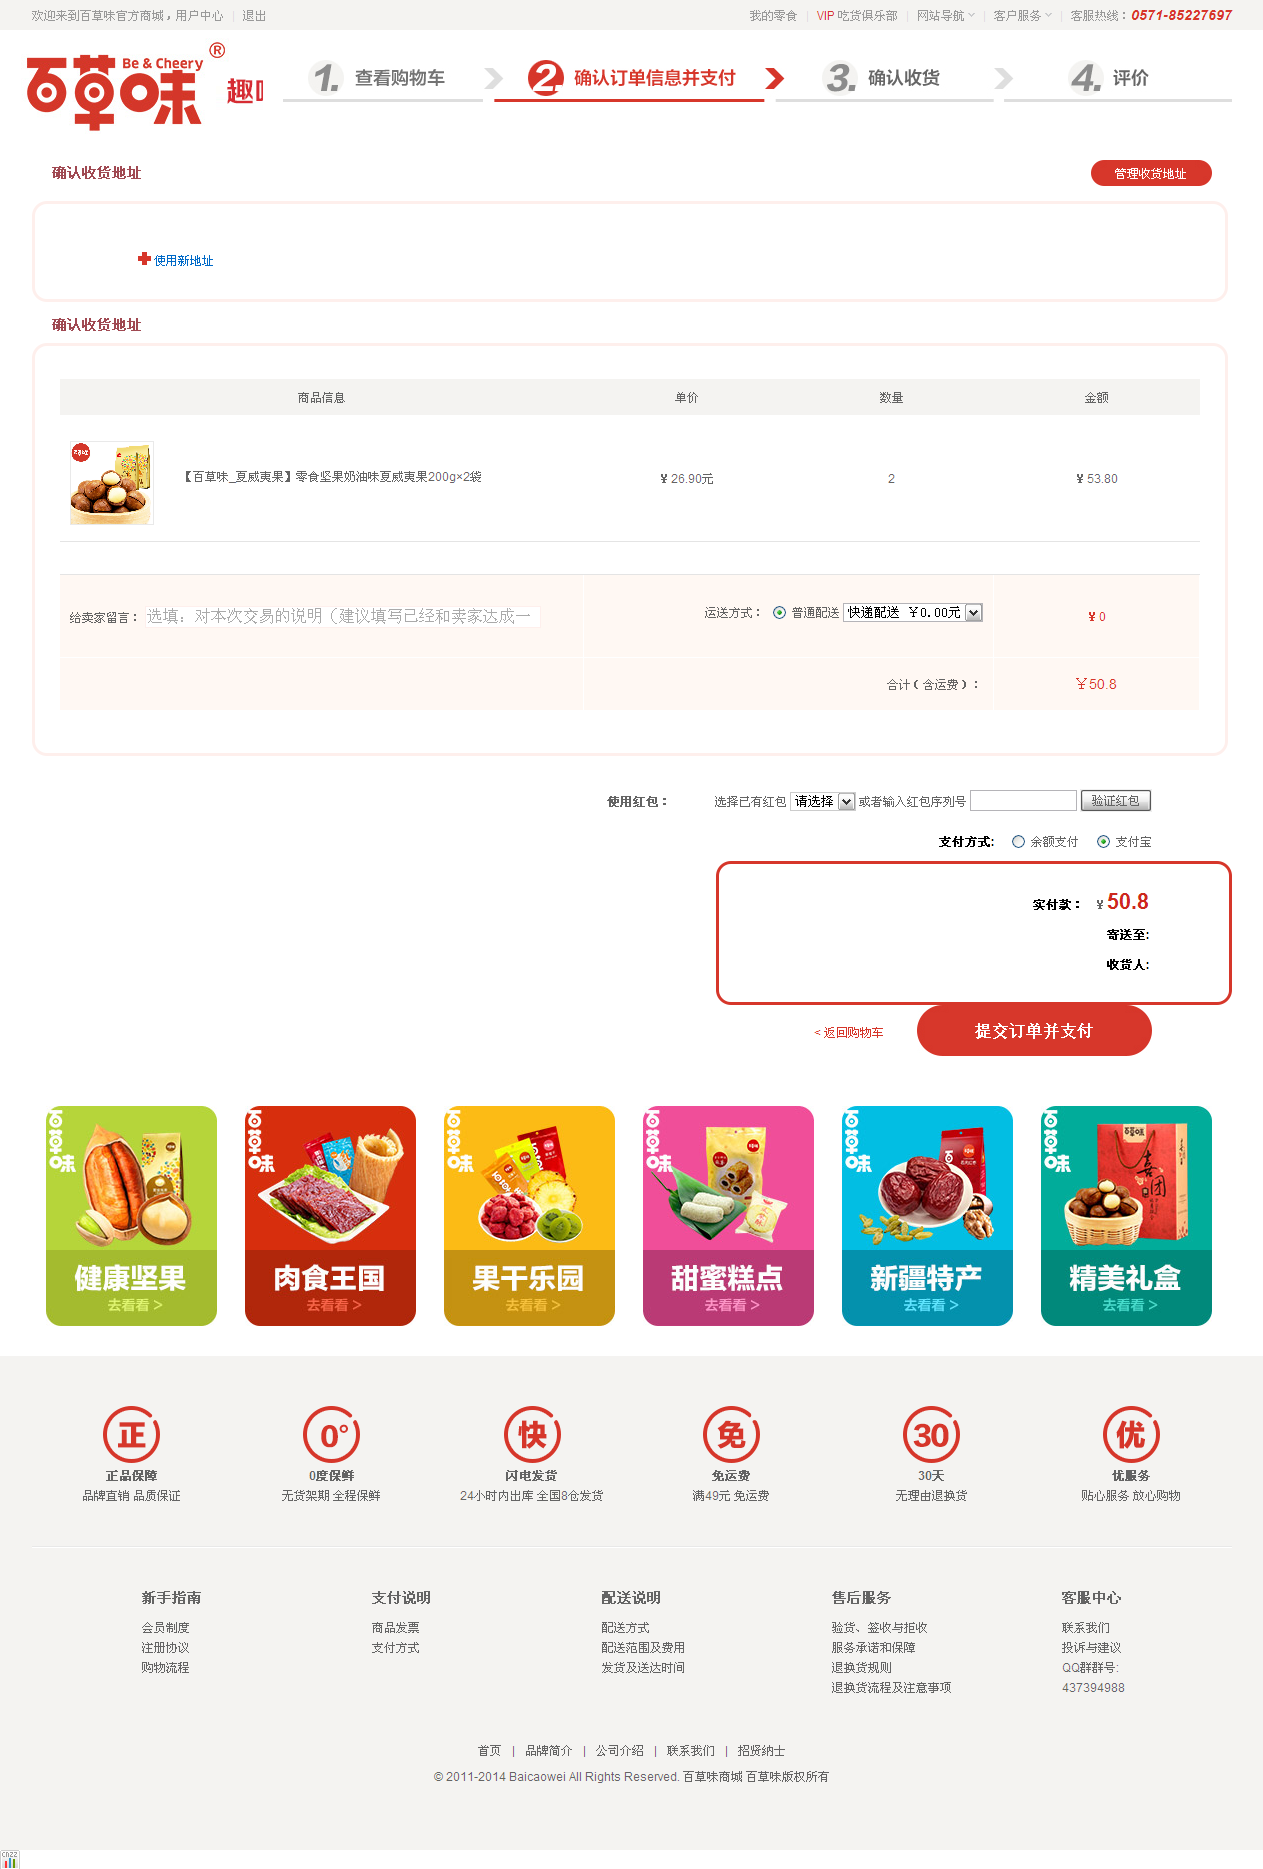 欢迎来到百草味官方商城，用户中心 | 退出
我的零食 | VIP 吃货俱乐部 | 网站导航 | 客户服务 | 客服热线：0571-85227697
百草味 Be & Cheery ®
趣
1. 查看购物车
2 确认订单信息并支付
3. 确认收货
4. 评价
确认收货地址
管理收货地址
使用新地址
确认收货地址
商品信息 单价 数量 金额
【百草味_夏威夷果】零食坚果奶油味夏威夷果200g×2袋 ¥ 26.90元 2 ¥ 53.80
给卖家留言： 选填：对本次交易的说明（建议填写已经和卖家达成一
运送方式： 普通配送 快递配送 ￥0.00元 ¥ 0
合计（含运费）： ￥50.8
使用红包： 选择已有红包 请选择 或者输入红包序列号 验证红包
支付方式: 余额支付 支付宝
实付款： ¥ 50.8
寄送至:
收货人:
< 返回购物车
提交订单并支付
百草味 百草味 百草味 百草味 百草味 百草味
健康坚果 肉食王国 果干乐园 甜蜜糕点 新疆特产 精美礼盒
去看看 > 去看看 > 去看看 > 去看看 > 去看看 > 去看看 >
正 0° 快 免 30 优
正品保障 0度保鲜 闪电发货 免运费 30天 优服务
品牌直销 品质保证 无货架期 全程保鲜 24小时内出库 全国8仓发货 满49元 免运费 无理由退换货 贴心服务 放心购物
新手指南 支付说明 配送说明 售后服务 客服中心
会员制度 商品发票 配送方式 验货、签收与拒收 联系我们
注册协议 支付方式 配送范围及费用 服务承诺和保障 投诉与建议
购物流程 发货及送达时间 退换货规则 QQ群群号:
退换货流程及注意事项 437394988
首页 | 品牌简介 | 公司介绍 | 联系我们 | 招贤纳士
© 2011-2014 Baicaowei All Rights Reserved. 百草味商城 百草味版权所有